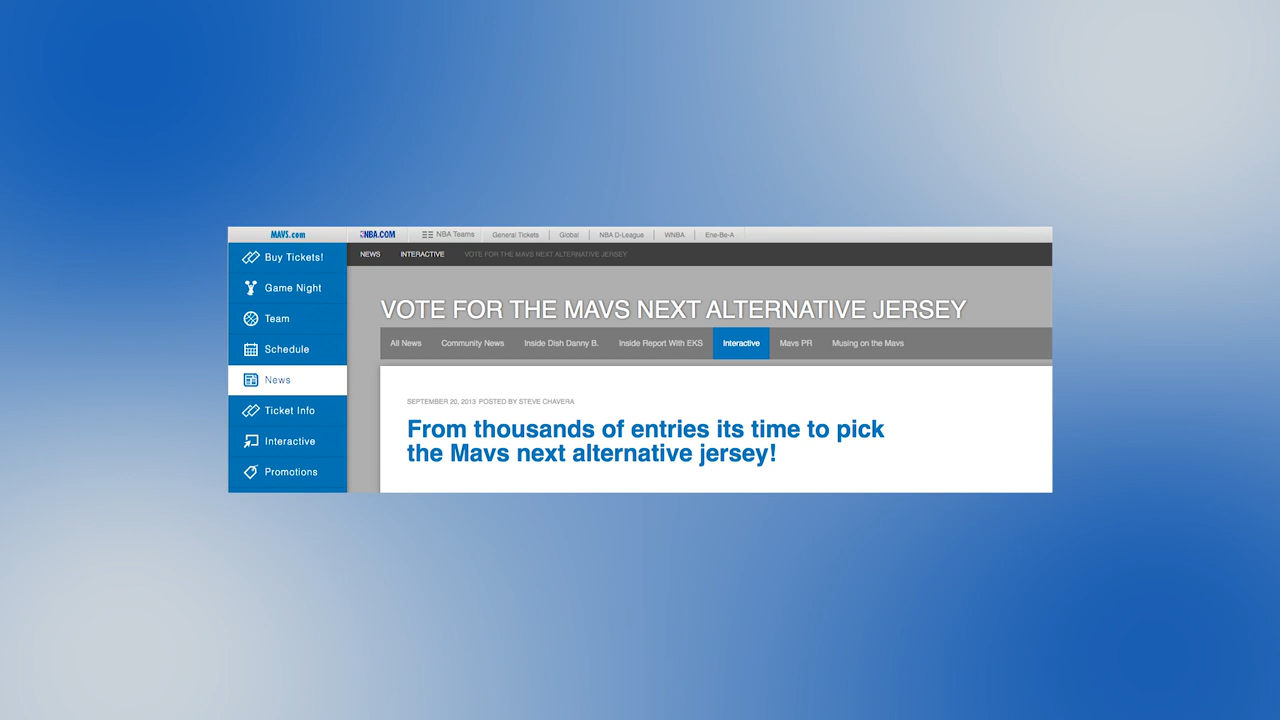 MAVS.com
NBA.COM
NBA Teams
General Tickets
Global
NBA D-League
WNBA
Ene-Be-A
Buy Tickets!
Game Night
Team
Schedule
News
Ticket Info
Interactive
Promotions
NEWS
INTERACTIVE
VOTE FOR THE MAVS NEXT ALTERNATIVE JERSEY
VOTE FOR THE MAVS NEXT ALTERNATIVE JERSEY
All News
Community News
Inside Dish Danny B.
Inside Report With EKS
Interactive
Mavs PR
Musing on the Mavs
SEPTEMBER 20, 2013 POSTED BY STEVE CHAVERA
From thousands of entries its time to pick
the Mavs next alternative jersey!